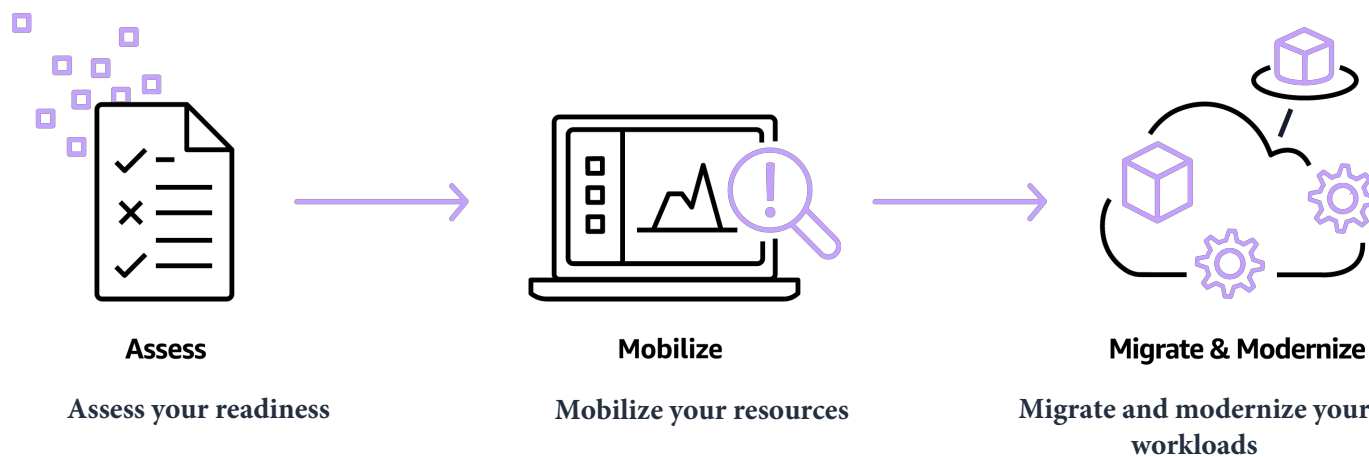 Assess
Mobilize
Migrate & Modernize
Assess your readiness
Mobilize your resources
Migrate and modernize your
workloads